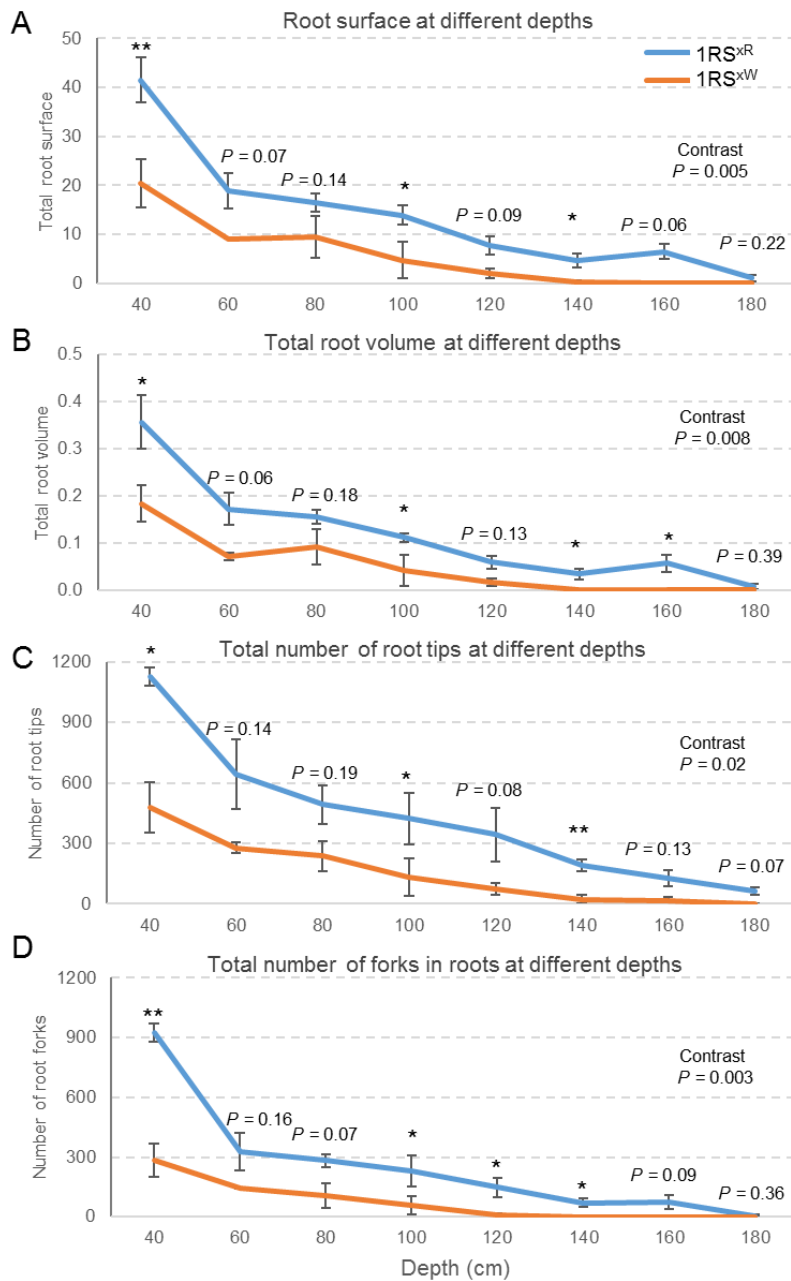 A
Root surface at different depths
Total root surface
50
40
30
20
10
0
**
P = 0.07
P = 0.14
*
P = 0.09
*
P = 0.06
P = 0.22
1RSxR
1RSxW
Contrast
P = 0.005
40 60 80 100 120 140 160 180
B
Total root volume at different depths
Total root volume
0.5
0.4
0.3
0.2
0.1
0.0
*
P = 0.06
P = 0.18
*
P = 0.13
*
*
P = 0.39
Contrast
P = 0.008
40 60 80 100 120 140 160 180
C
Total number of root tips at different depths
Number of root tips
1200
900
600
300
0
*
P = 0.14
P = 0.19
*
P = 0.08
**
P = 0.13
P = 0.07
Contrast
P = 0.02
40 60 80 100 120 140 160 180
D
Total number of forks in roots at different depths
Number of root forks
1200
900
600
300
0
**
P = 0.16
P = 0.07
*
*
*
P = 0.09
P = 0.36
Contrast
P = 0.003
40 60 80 100 120 140 160 180
Depth (cm)